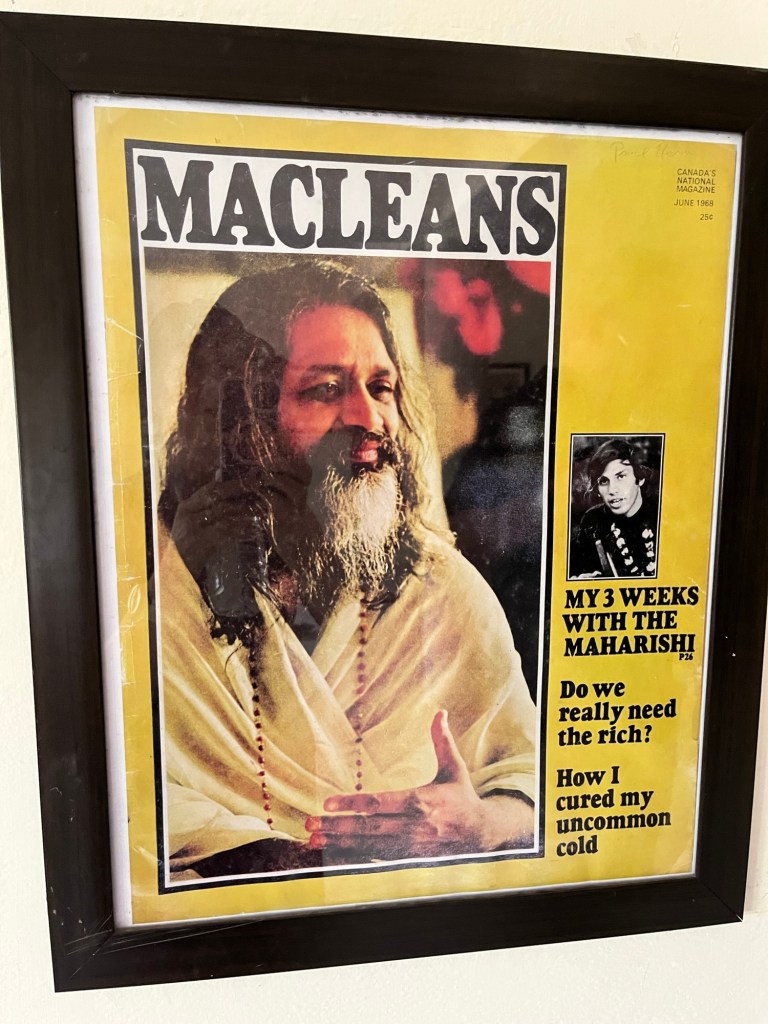 MACLEANS
CANADA'S
NATIONAL
MAGAZINE
JUNE 1968
25¢
MY 3 WEEKS
WITH THE
MAHARISHI
P26
Do we
really need
the rich?
How I
cured my
uncommon
cold